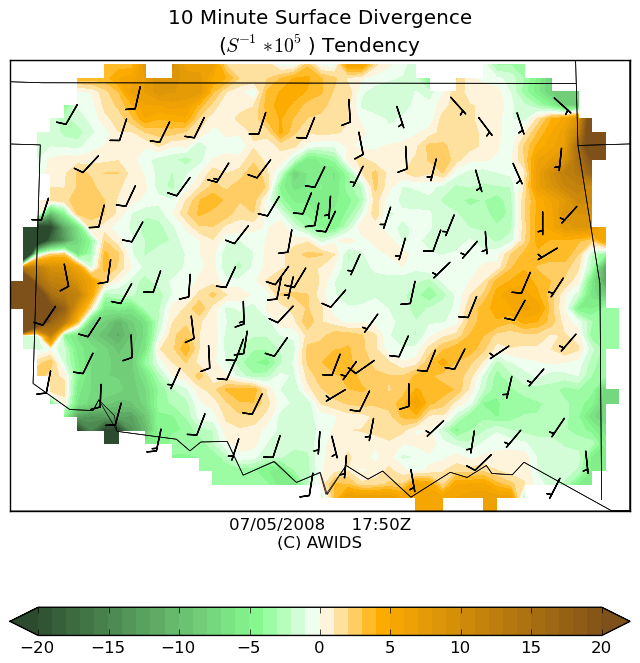 10 Minute Surface Divergence
(S⁻¹ ∗10⁵ ) Tendency
07/05/2008 17:50Z
(C) AWIDS
−20 −15 −10 −5 0 5 10 15 20